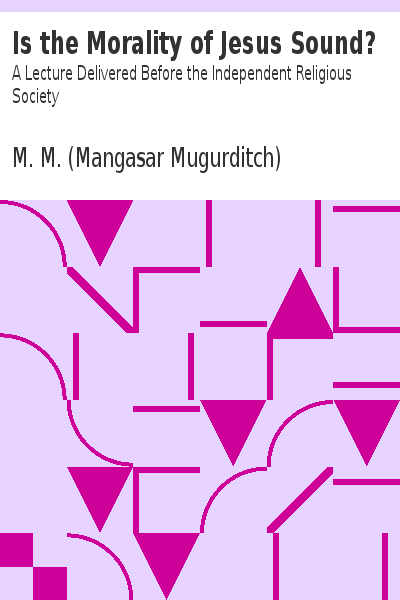 Is the Morality of Jesus Sound?
A Lecture Delivered Before the Independent Religious
Society
M. M. (Mangasar Mugurditch)